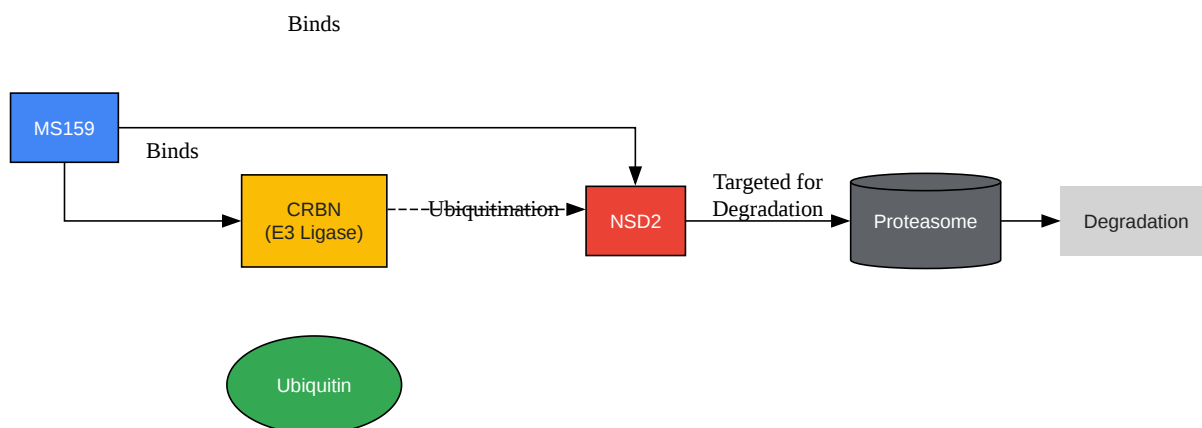 Binds
MS159
Binds
CRBN
(E3 Ligase)
Ubiquitination
NSD2
Targeted for
Degradation
Proteasome
Degradation
Ubiquitin